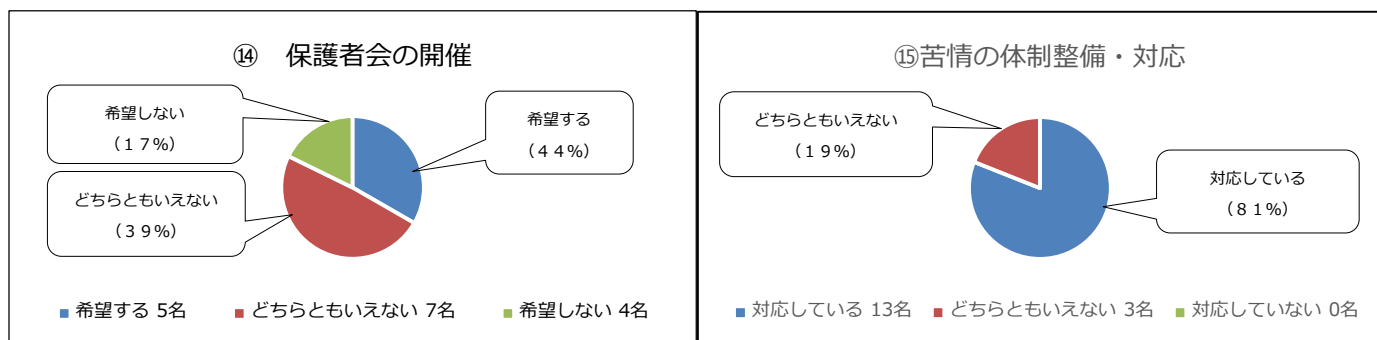 ⑭　保護者会の開催
希望しない
（１７%）
希望する
（４４%）
どちらともいえない
（３９%）
■ 希望する 5名 ■ どちらともいえない 7名 ■ 希望しない 4名
⑮苦情の体制整備・対応
どちらともいえない
（１９%）
対応している
（８１%）
■ 対応している 13名 ■ どちらともいえない 3名 ■ 対応していない 0名